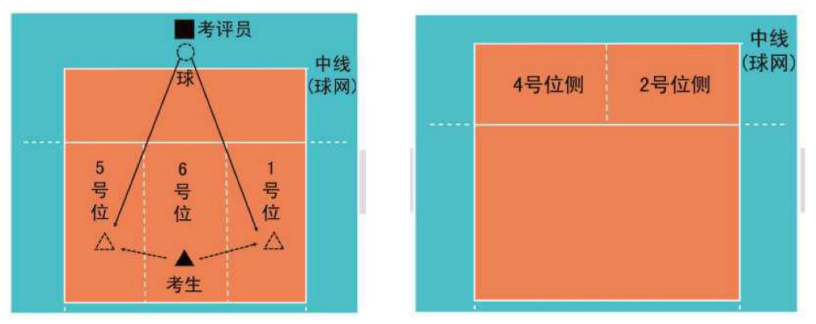 考评员
球
中线
(球网)
5号位
6号位
1号位
考生
中线
(球网)
4号位侧
2号位侧